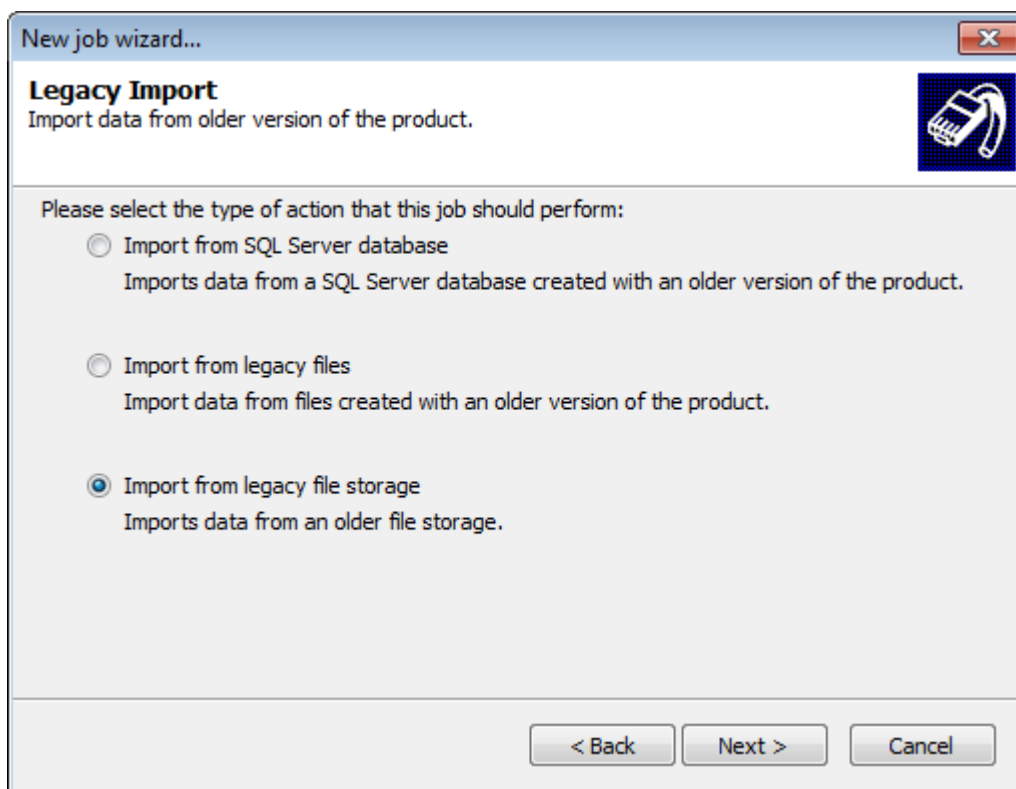 New job wizard...
Legacy Import
Import data from older version of the product.
Please select the type of action that this job should perform:
Import from SQL Server database
Imports data from a SQL Server database created with an older version of the product.
Import from legacy files
Import data from files created with an older version of the product.
Import from legacy file storage
Imports data from an older file storage.
< Back Next > Cancel